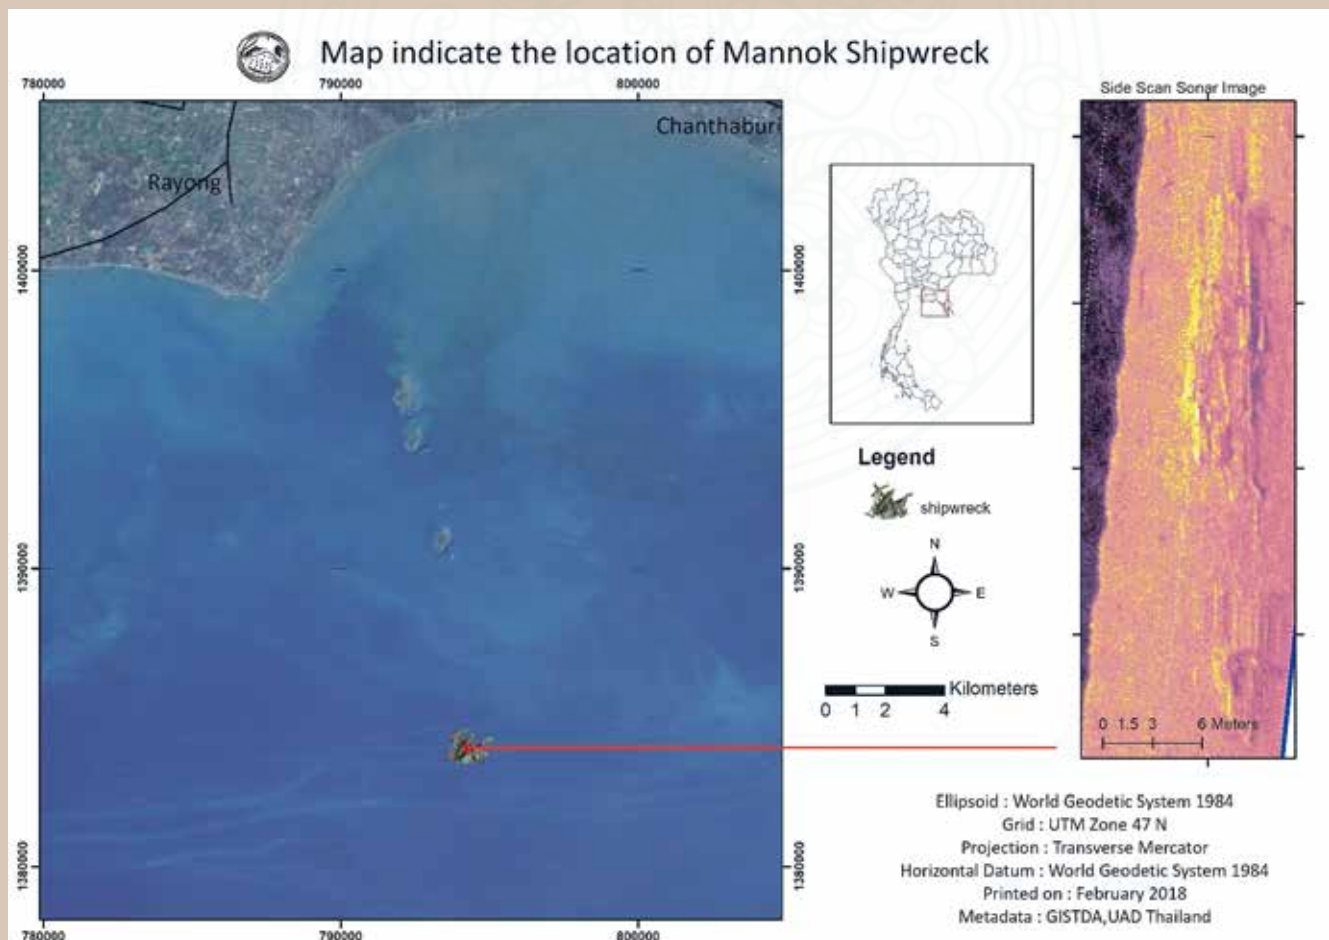 Map indicate the location of Mannok Shipwreck
780000
790000
800000
Side Scan Sonar Image
Chanthaburi
Rayong
1400000
1400000
Legend
shipwreck
1390000
1390000
N
W
E
S
Kilometers
0 1 2 4
0 1.5 3 6 Meters
1380000
1380000
Ellipsoid : World Geodetic System 1984
Grid : UTM Zone 47 N
Projection : Transverse Mercator
Horizontal Datum : World Geodetic System 1984
Printed on : February 2018
Metadata : GISTDA,UAD Thailand
780000
790000
800000